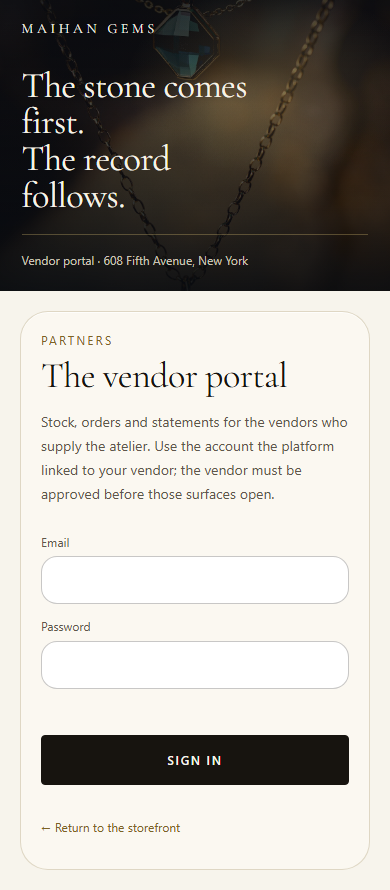 MAIHAN GEMS
The stone comes
first.
The record
follows.
Vendor portal · 608 Fifth Avenue, New York
PARTNERS
The vendor portal
Stock, orders and statements for the vendors who
supply the atelier. Use the account the platform
linked to your vendor; the vendor must be
approved before those surfaces open.
Email
Password
SIGN IN
← Return to the storefront